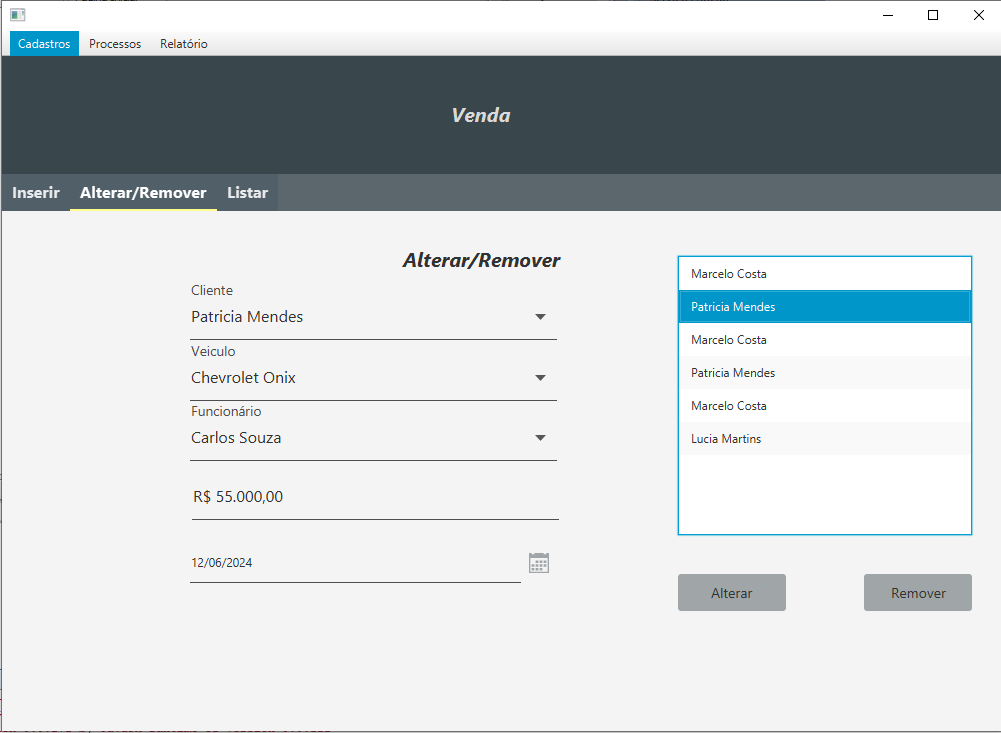 Cadastros Processos Relatório
Venda
Inserir Alterar/Remover Listar
Alterar/Remover
Cliente
Patricia Mendes
Veiculo
Chevrolet Onix
Funcionário
Carlos Souza
R$ 55.000,00
12/06/2024
Marcelo Costa
Patricia Mendes
Marcelo Costa
Patricia Mendes
Marcelo Costa
Lucia Martins
Alterar Remover